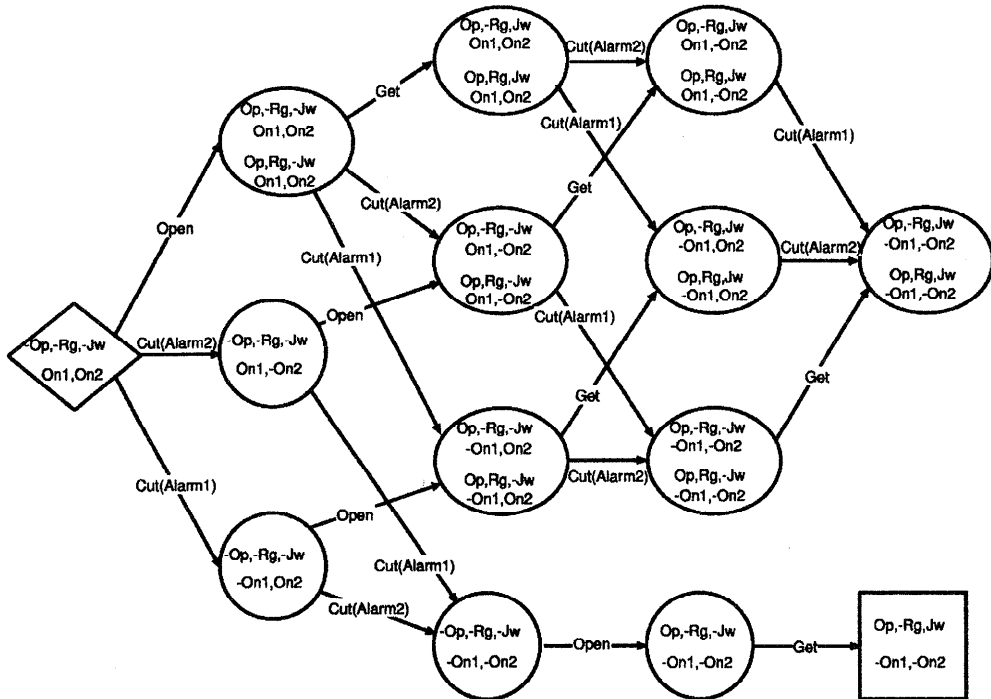 Op,-Rg,Jw
On1,On2
Op,Rg,Jw
On1,On2
Cut(Alarm2)
Op,-Rg,Jw
On1,-On2
Op,Rg,Jw
On1,-On2
Get
Op,-Rg,-Jw
On1,On2
Op,Rg,-Jw
On1,On2
Cut(Alarm1)
Cut(Alarm1)
Get
Cut(Alarm2)
Open
Op,-Rg,-Jw
On1,-On2
Op,Rg,-Jw
On1,-On2
Op,-Rg,Jw
-On1,On2
Op,Rg,Jw
-On1,On2
Cut(Alarm2)
Op,-Rg,Jw
-On1,-On2
Op,Rg,Jw
-On1,-On2
Cut(Alarm1)
Open
Cut(Alarm1)
-Op,-Rg,-Jw
On1,On2
Cut(Alarm2)
-Op,-Rg,-Jw
On1,-On2
Get
Get
Op,-Rg,-Jw
-On1,On2
Op,Rg,-Jw
-On1,On2
Cut(Alarm2)
Op,-Rg,-Jw
-On1,-On2
Op,Rg,-Jw
-On1,-On2
Cut(Alarm1)
Open
-Op,-Rg,-Jw
-On1,On2
Cut(Alarm1)
Cut(Alarm2)
-Op,-Rg,-Jw
-On1,-On2
Open
Op,-Rg,-Jw
-On1,-On2
Get
Op,-Rg,Jw
-On1,-On2